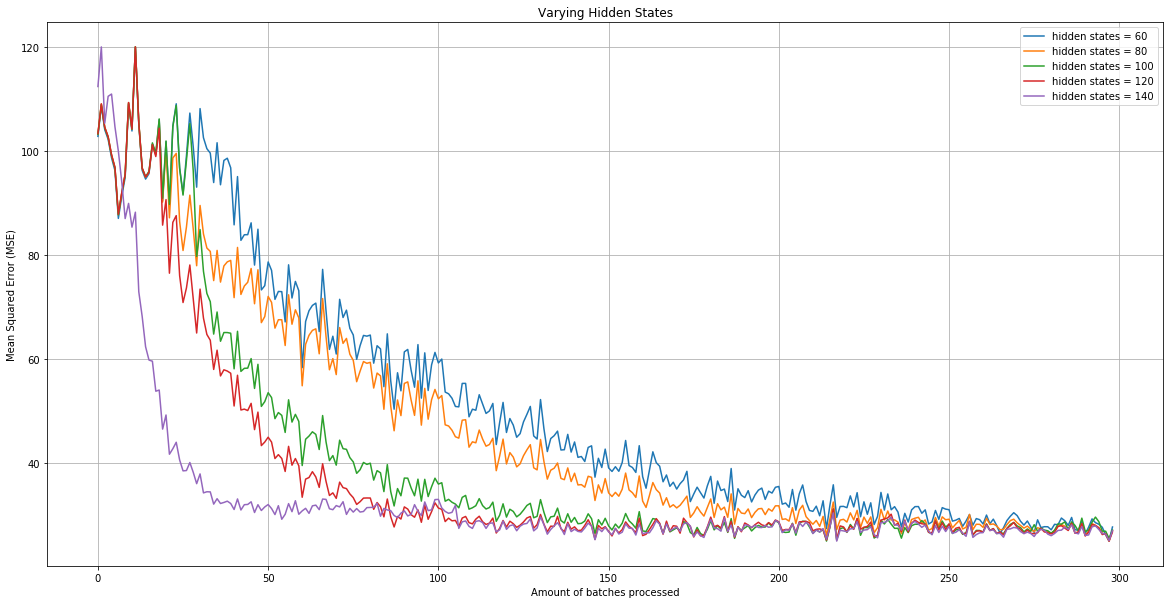 Varying Hidden States
hidden states = 60
hidden states = 80
hidden states = 100
hidden states = 120
hidden states = 140
Mean Squared Error (MSE)
120
100
80
60
40
0
50
100
150
200
250
300
Amount of batches processed